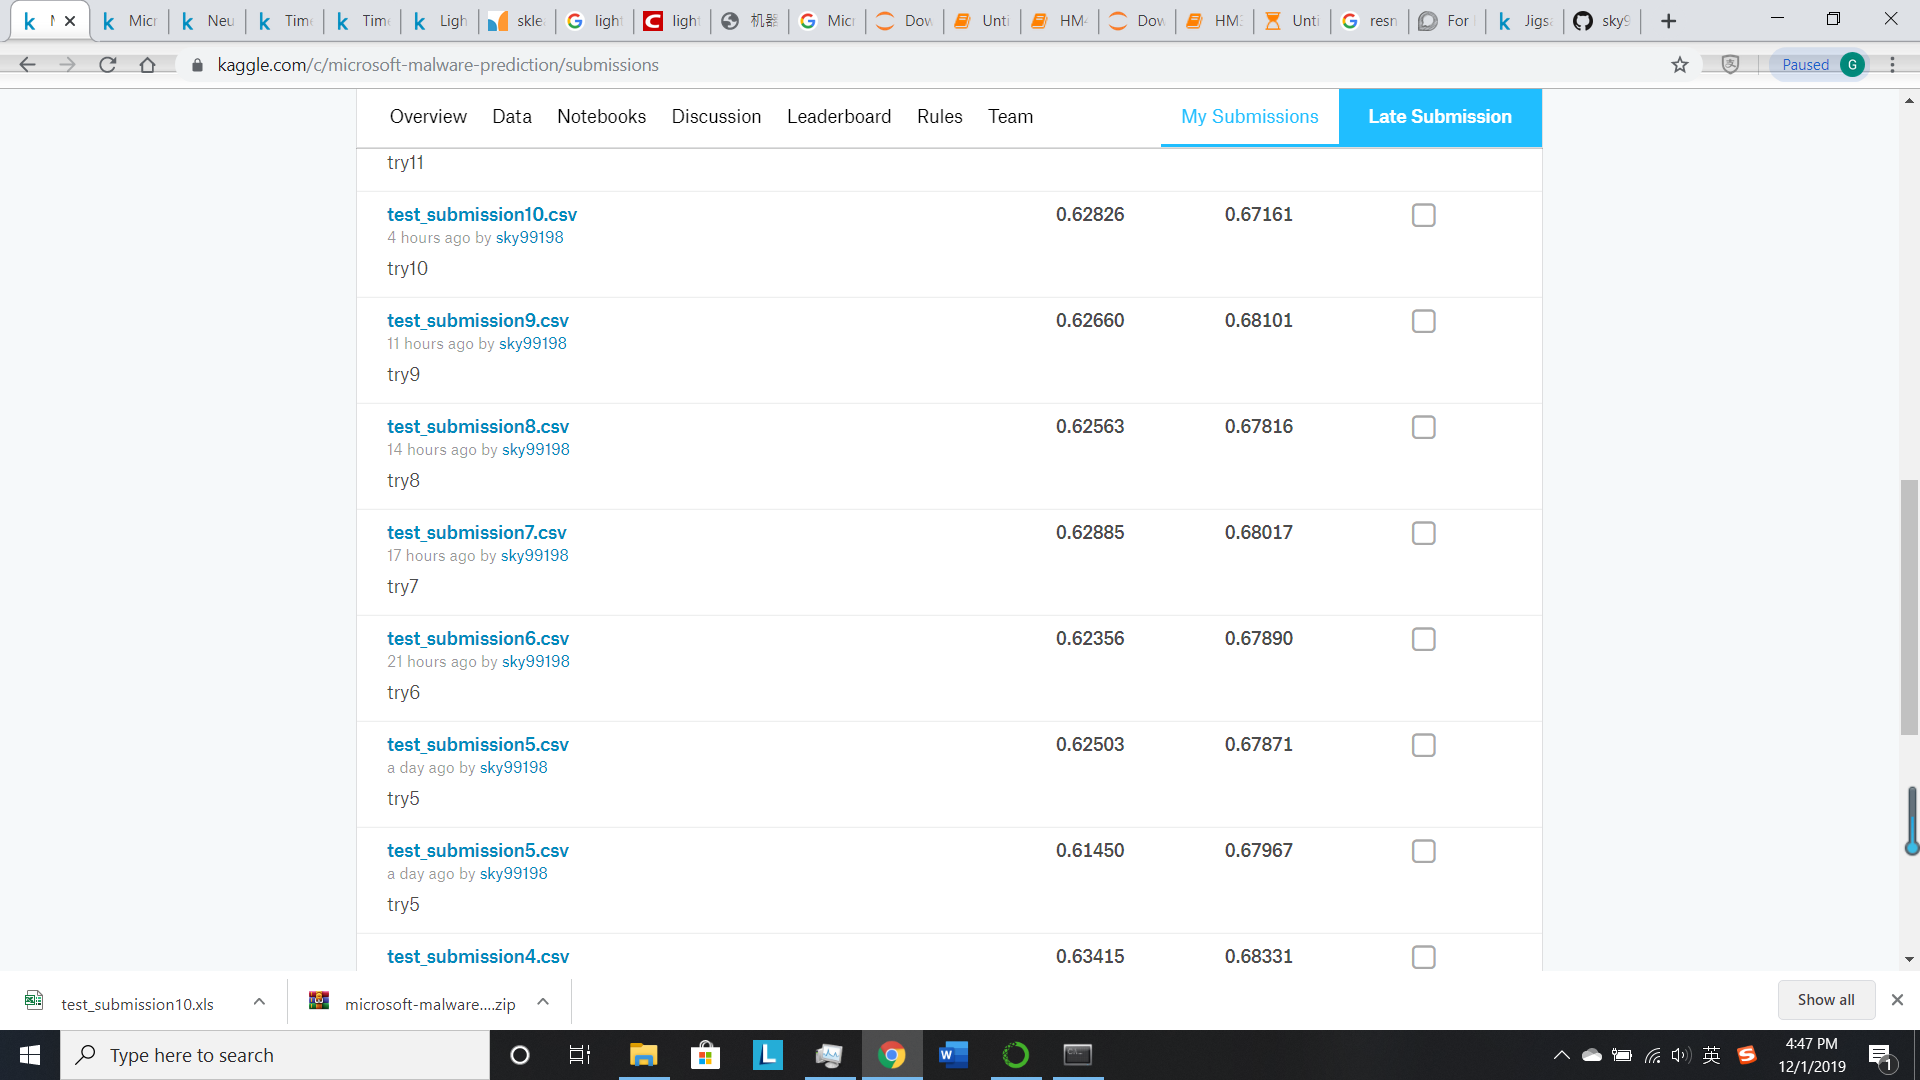 Micr
Neu
Time
Time
Ligh
skle
light
light
机器
Micr
Dow
Unti
HM4
Dow
HM
Unti
resn
For
Jigs
sky9
kaggle.com/c/microsoft-malware-prediction/submissions
Paused G
Overview Data Notebooks Discussion Leaderboard Rules Team My Submissions Late Submission
try11
test_submission10.csv 0.62826 0.67161
4 hours ago by sky99198
try10
test_submission9.csv 0.62660 0.68101
11 hours ago by sky99198
try9
test_submission8.csv 0.62563 0.67816
14 hours ago by sky99198
try8
test_submission7.csv 0.62885 0.68017
17 hours ago by sky99198
try7
test_submission6.csv 0.62356 0.67890
21 hours ago by sky99198
try6
test_submission5.csv 0.62503 0.67871
a day ago by sky99198
try5
test_submission5.csv 0.61450 0.67967
a day ago by sky99198
try5
test_submission4.csv 0.63415 0.68331
test_submission10.xls
microsoft-malware....zip
Show all
Type here to search
英
4:47 PM
12/1/2019
1